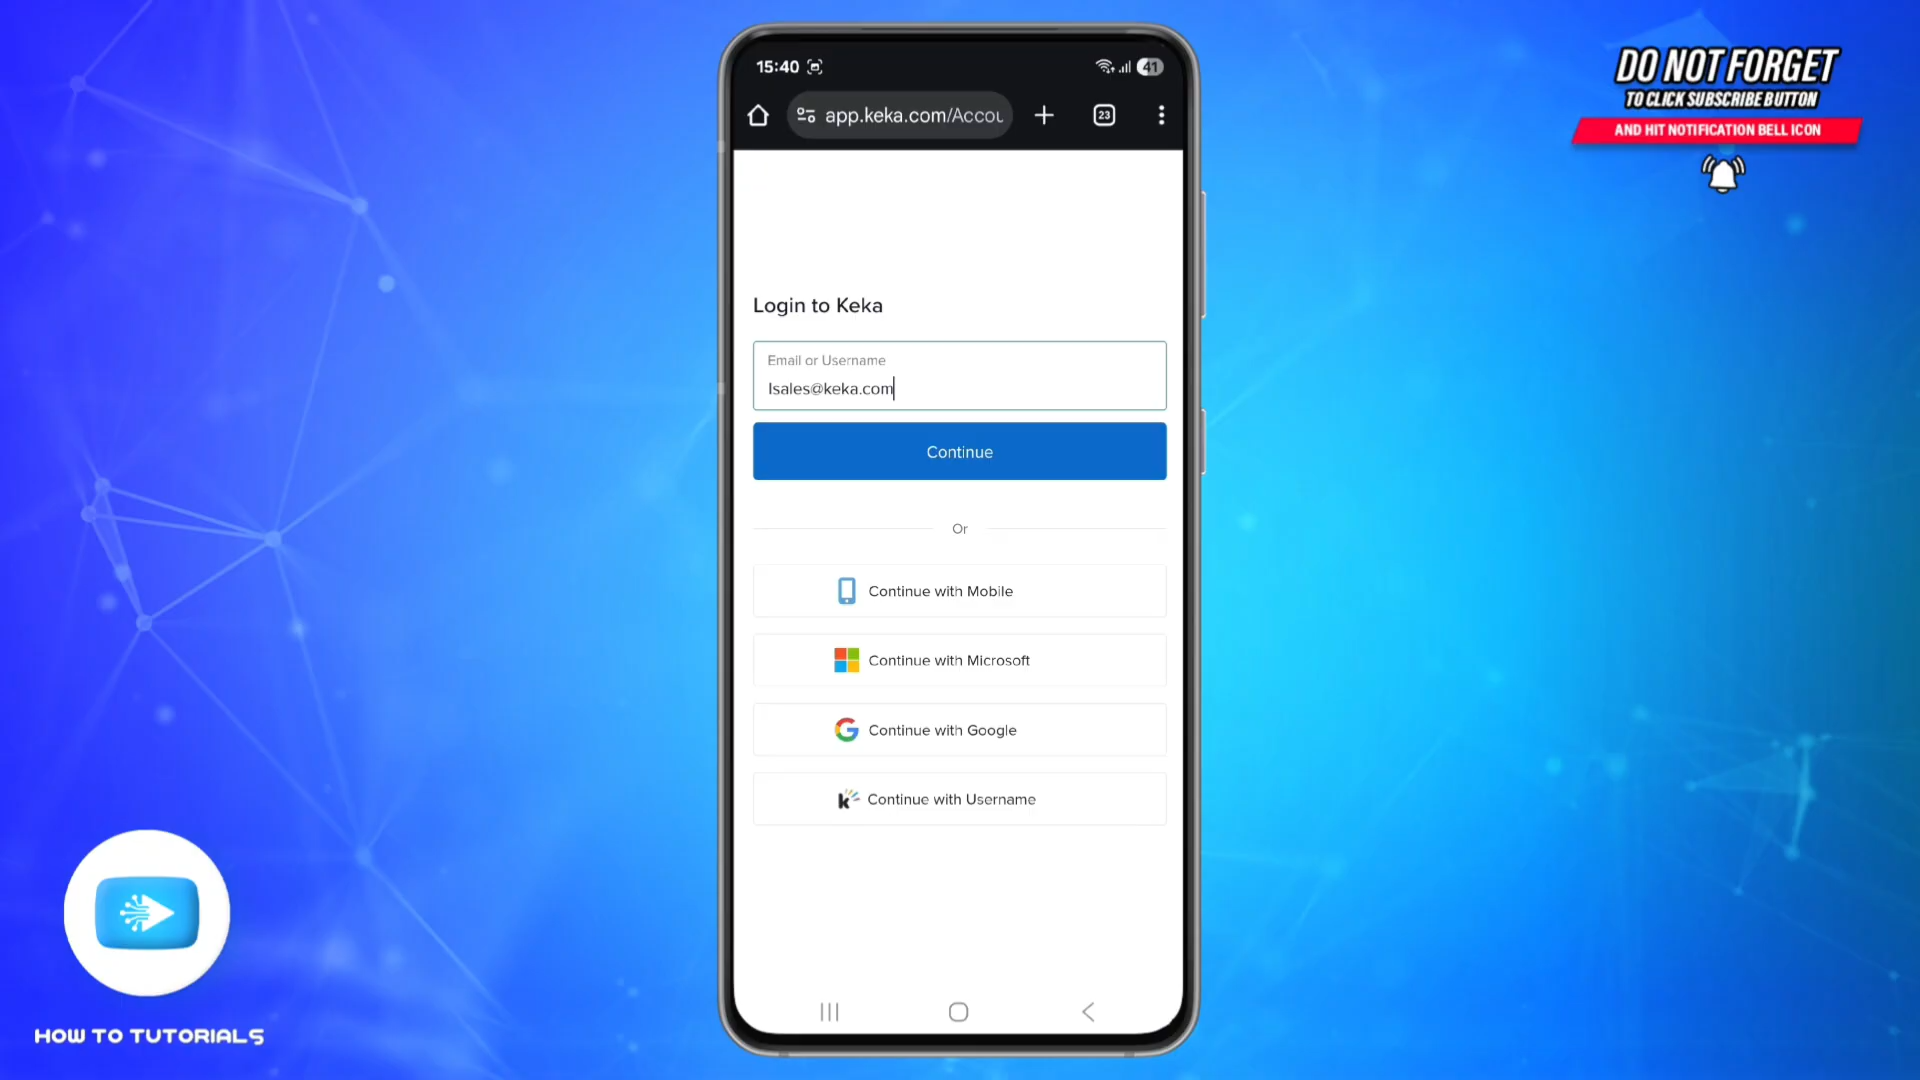 15:40
41
app.keka.com/Accou
23
DO NOT FORGET
TO CLICK SUBSCRIBE BUTTON
AND HIT NOTIFICATION BELL ICON
Login to Keka
Email or Username
Isales@keka.com
Continue
Or
Continue with Mobile
Continue with Microsoft
Continue with Google
Continue with Username
HOW TO TUTORIALS